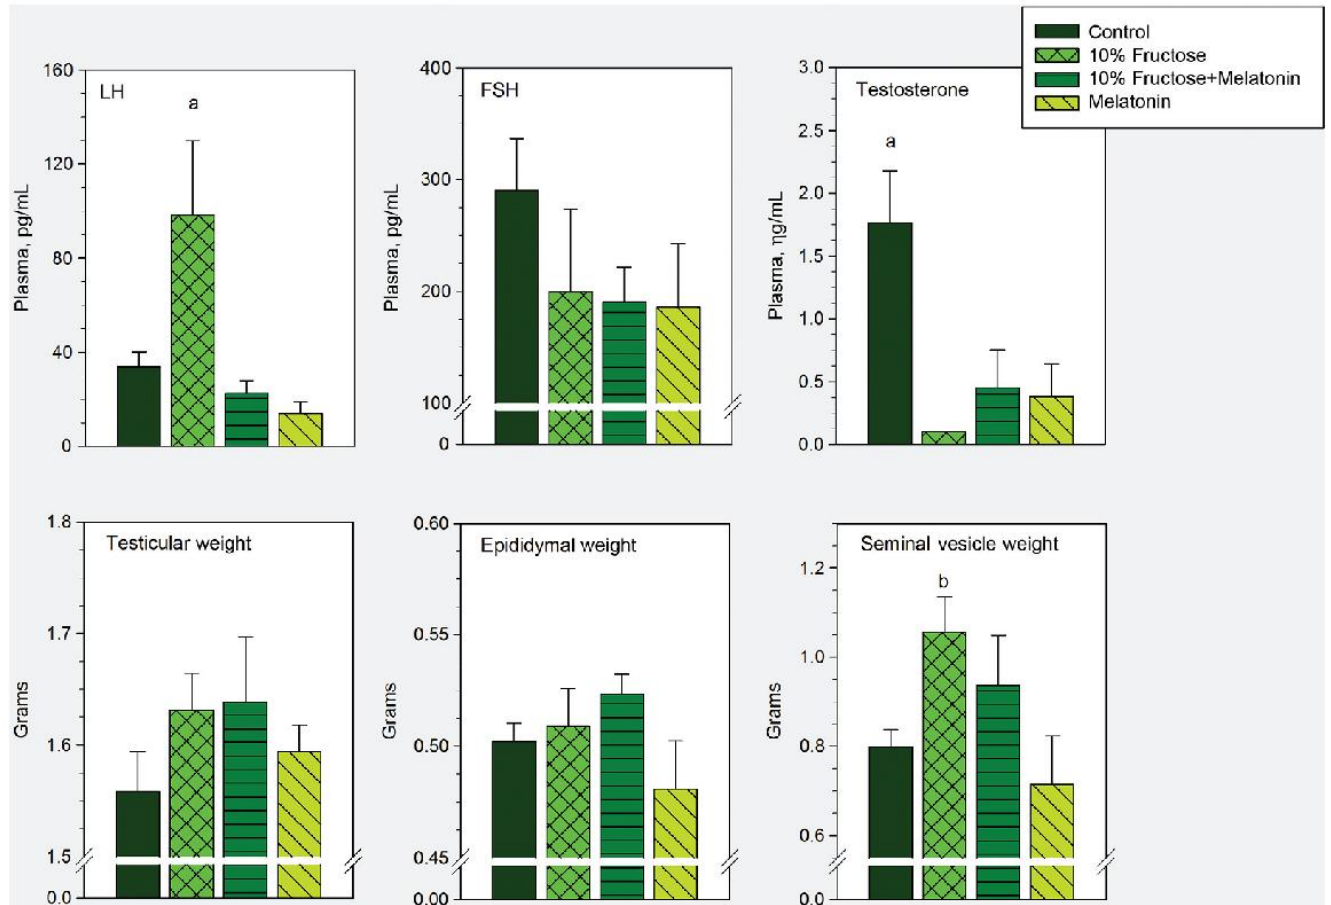 Control
10% Fructose
10% Fructose+Melatonin
Melatonin
LH
a
160
120
80
40
0
Plasma, pg/mL
FSH
400
300
200
100
0
Plasma, pg/mL
Testosterone
a
3.0
2.5
2.0
1.5
1.0
0.5
0.0
Plasma, ηg/mL
Testicular weight
1.8
1.7
1.6
1.5
0.0
Grams
Epididymal weight
0.60
0.55
0.50
0.45
0.00
Grams
Seminal vesicle weight
b
1.2
1.0
0.8
0.6
0.0
Grams